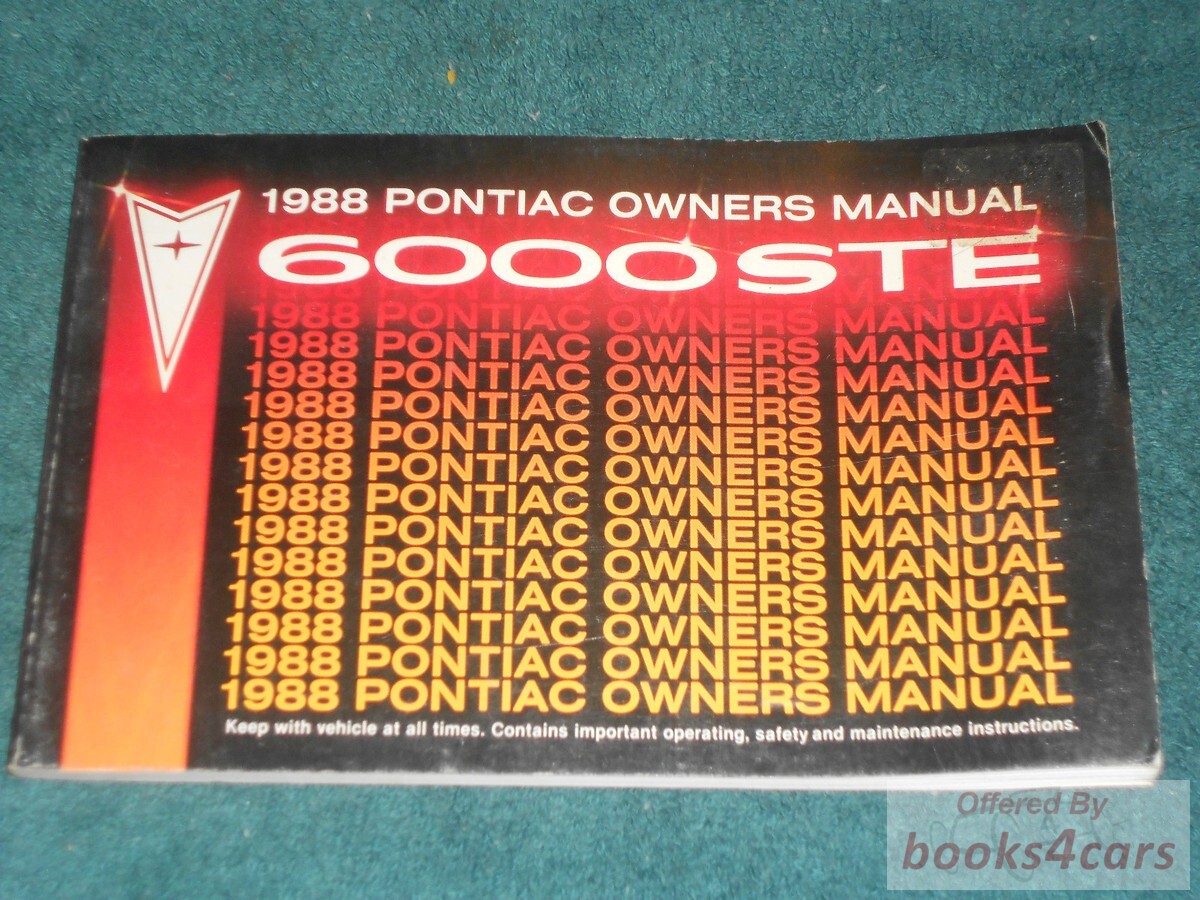 1988 PONTIAC OWNERS MANUAL
6000STE
1988 PONTIAC OWNERS MANUAL
1988 PONTIAC OWNERS MANUAL
1988 PONTIAC OWNERS MANUAL
1988 PONTIAC OWNERS MANUAL
1988 PONTIAC OWNERS MANUAL
1988 PONTIAC OWNERS MANUAL
1988 PONTIAC OWNERS MANUAL
1988 PONTIAC OWNERS MANUAL
1988 PONTIAC OWNERS MANUAL
1988 PONTIAC OWNERS MANUAL
1988 PONTIAC OWNERS MANUAL
1988 PONTIAC OWNERS MANUAL
1988 PONTIAC OWNERS MANUAL
Keep with vehicle at all times. Contains important operating, safety and maintenance instructions.
Offered By
books4cars